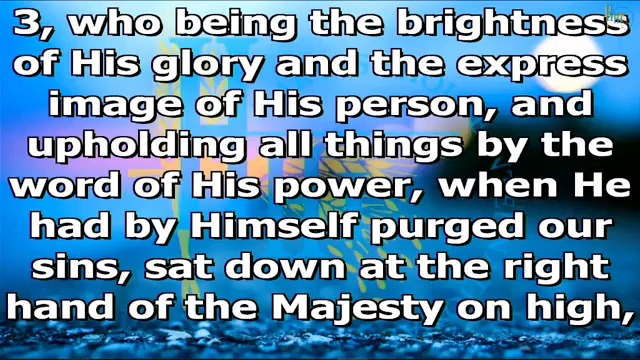 3, who being the brightness
of His glory and the express
image of His person, and
upholding all things by the
word of His power, when He
had by Himself purged our
sins, sat down at the right
hand of the Majesty on high,